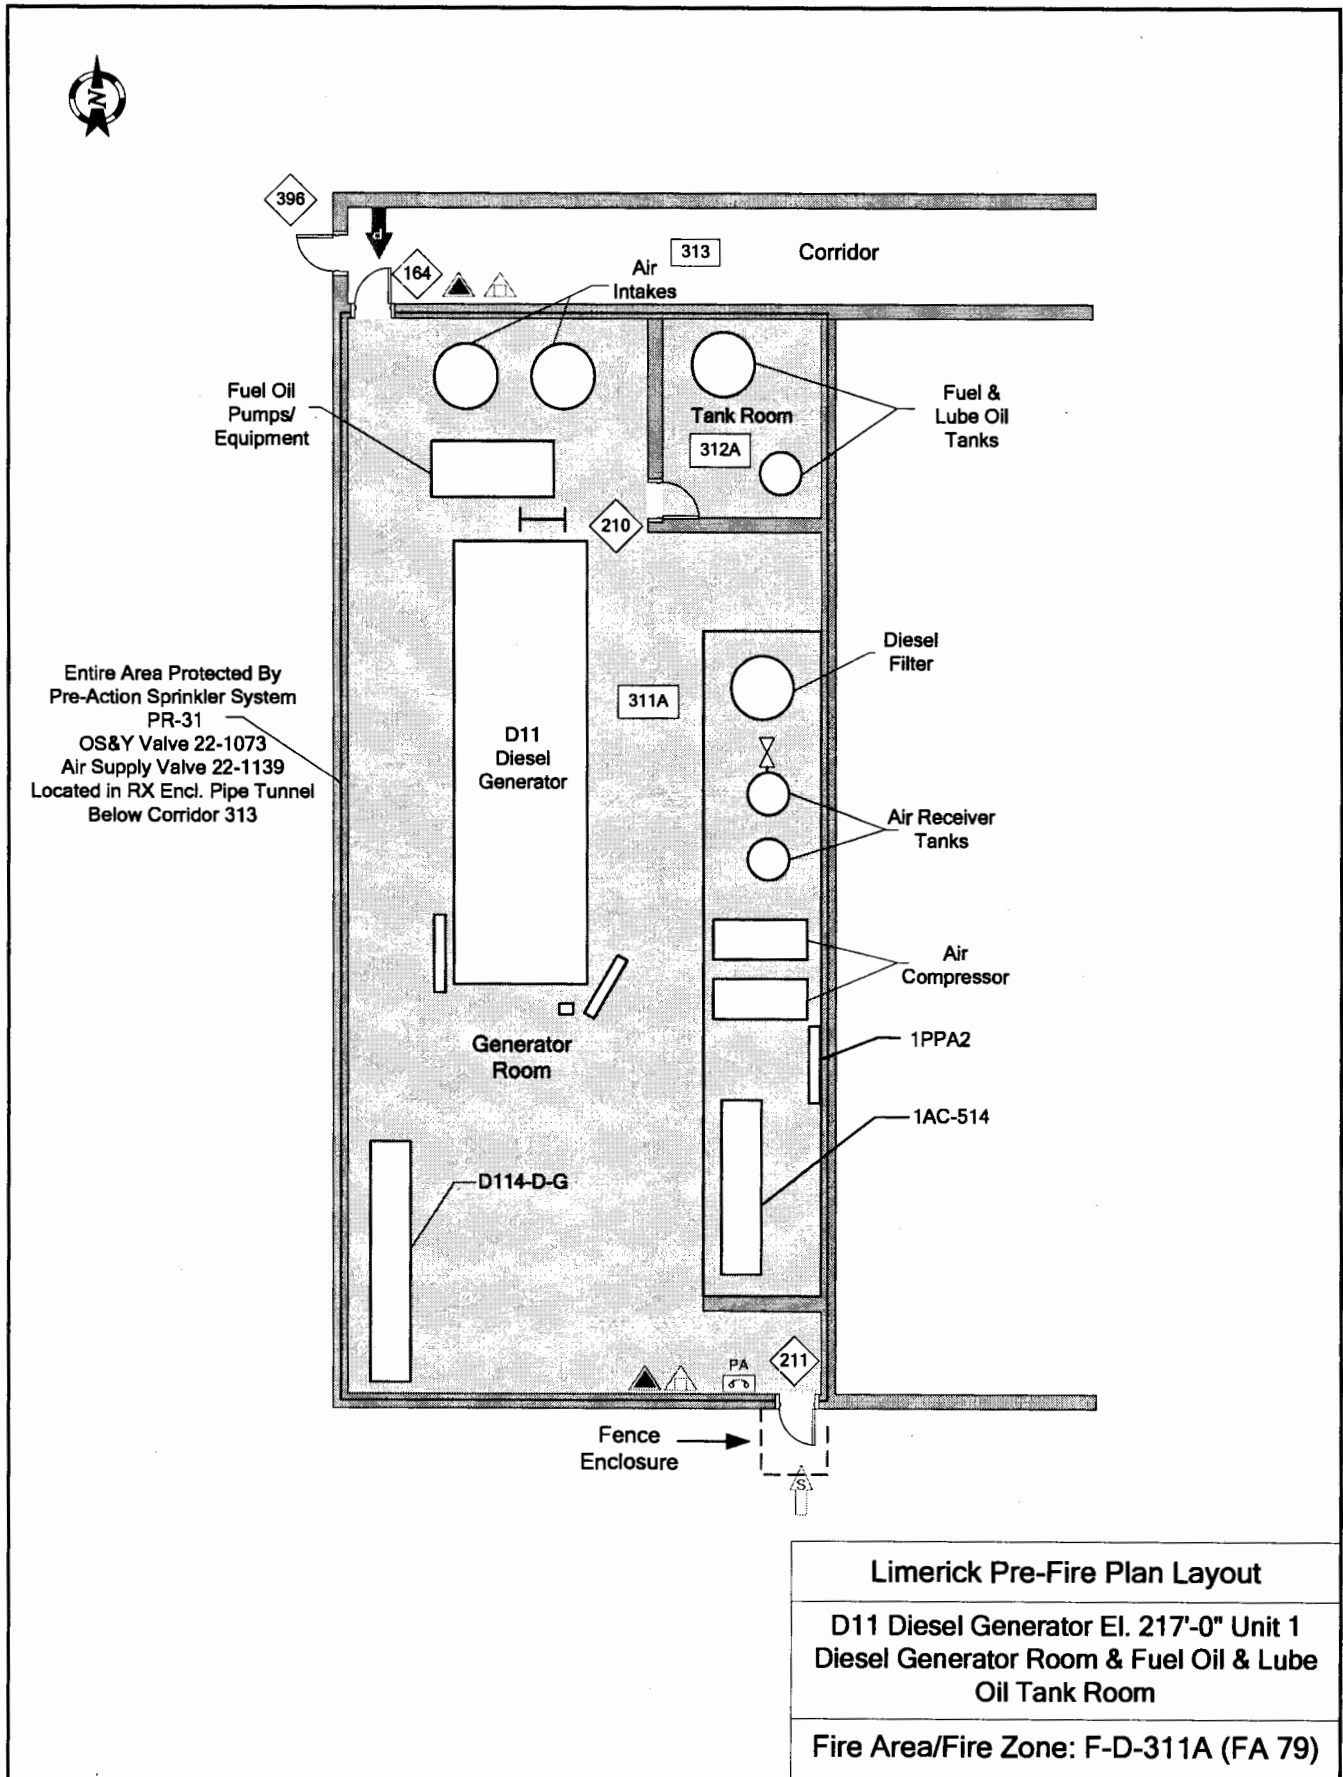 N
396
d
164
313
Corridor
Air
Intakes
Fuel Oil
Pumps/
Equipment
Tank Room
312A
Fuel &
Lube Oil
Tanks
210
Diesel
Filter
Entire Area Protected By
Pre-Action Sprinkler System
PR-31
OS&Y Valve 22-1073
Air Supply Valve 22-1139
Located in RX Encl. Pipe Tunnel
Below Corridor 313
311A
D11
Diesel
Generator
Air Receiver
Tanks
Air
Compressor
Generator
Room
1PPA2
1AC-514
D114-D-G
PA
211
Fence
Enclosure
S
Limerick Pre-Fire Plan Layout
D11 Diesel Generator El. 217'-0" Unit 1
Diesel Generator Room & Fuel Oil & Lube
Oil Tank Room
Fire Area/Fire Zone: F-D-311A (FA 79)